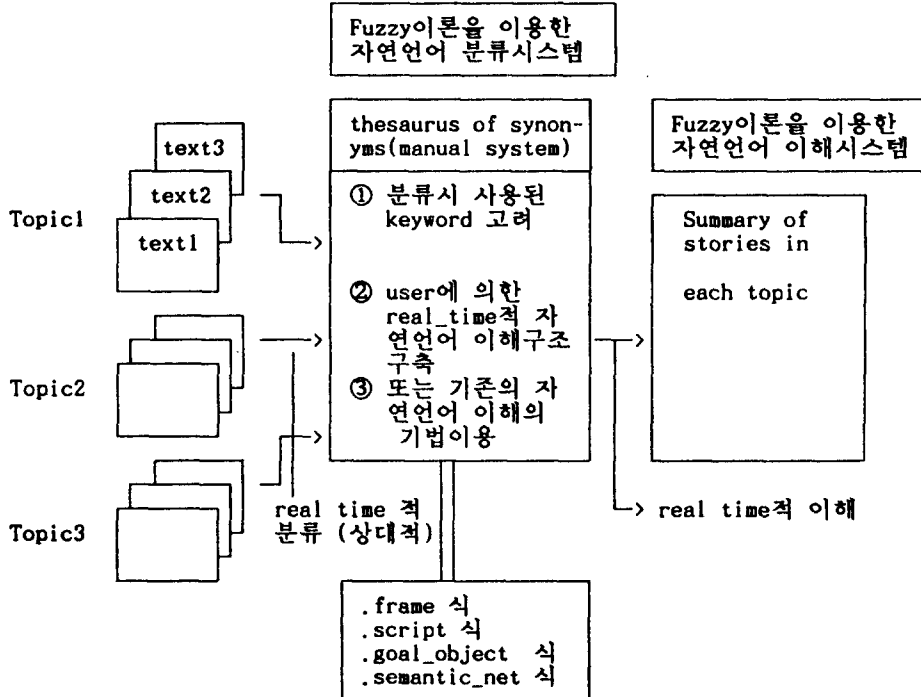 Fuzzy이론을 이용한
자연언어 분류시스템
thesaurus of synon-
yms(manual system)
Fuzzy이론을 이용한
자연언어 이해시스템
Topic1
text3
text2
text1
① 분류시 사용된
keyword 고려
② user에 의한
real_time적 자
연언어 이해구조
구축
③ 또는 기존의 자
연언어 이해의
기법이용
Summary of
stories in
each topic
Topic2
Topic3
real time 적
분류 (상대적)
real time적 이해
.frame 식
.script 식
.goal_object 식
.semantic_net 식